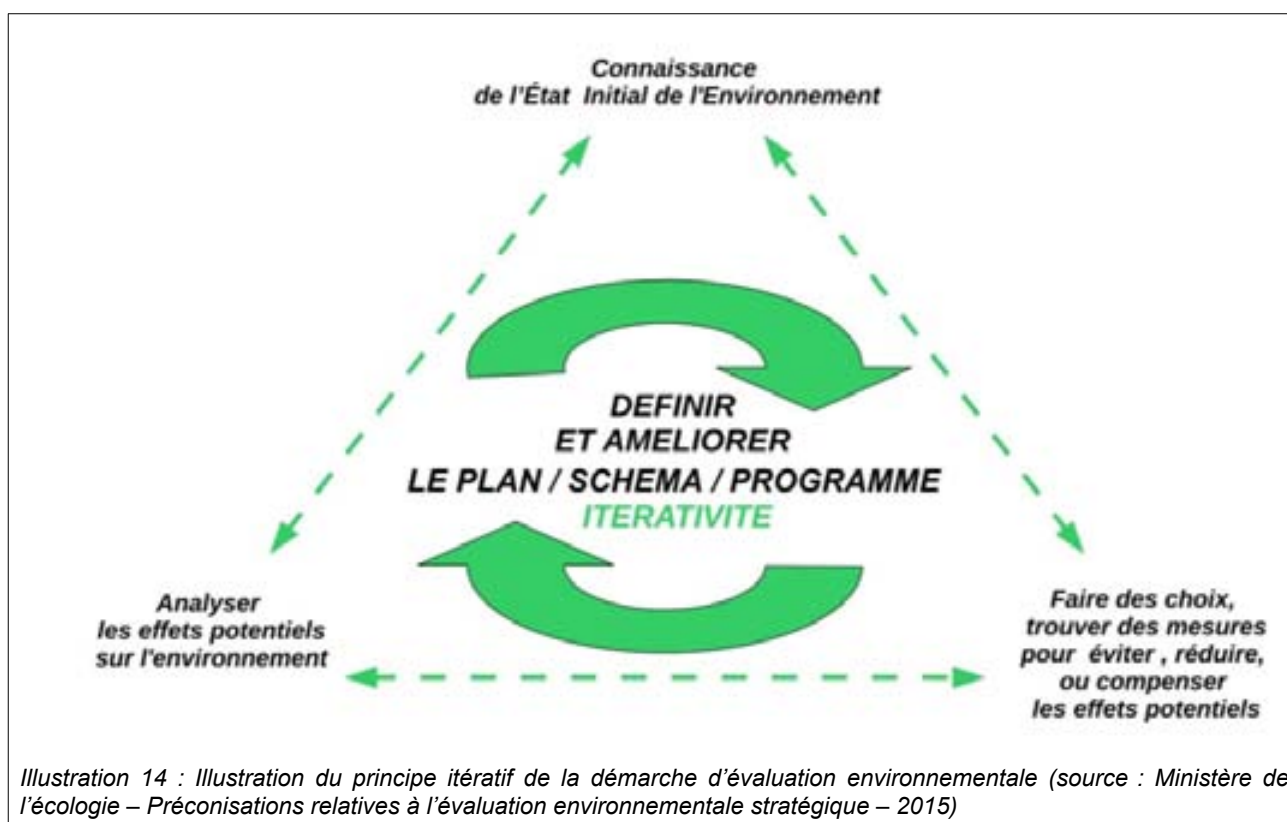 Connaissance
de l'État Initial de l'Environnement
DEFINIR
ET AMELIORER
LE PLAN / SCHEMA / PROGRAMME
ITERATIVITE
Analyser
les effets potentiels
sur l'environnement
Faire des choix,
trouver des mesures
pour éviter , réduire,
ou compenser
les effets potentiels
Illustration 14 : Illustration du principe itératif de la démarche d'évaluation environnementale (source : Ministère de
l'écologie – Préconisations relatives à l'évaluation environnementale stratégique – 2015)